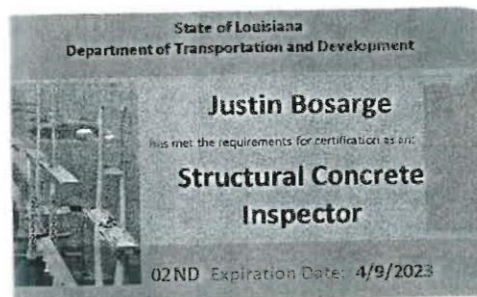 State of Louisiana
Department of Transportation and Development
Justin Bosarge
has met the requirements for certification as an:
Structural Concrete
Inspector
02ND Expiration Date: 4/9/2023